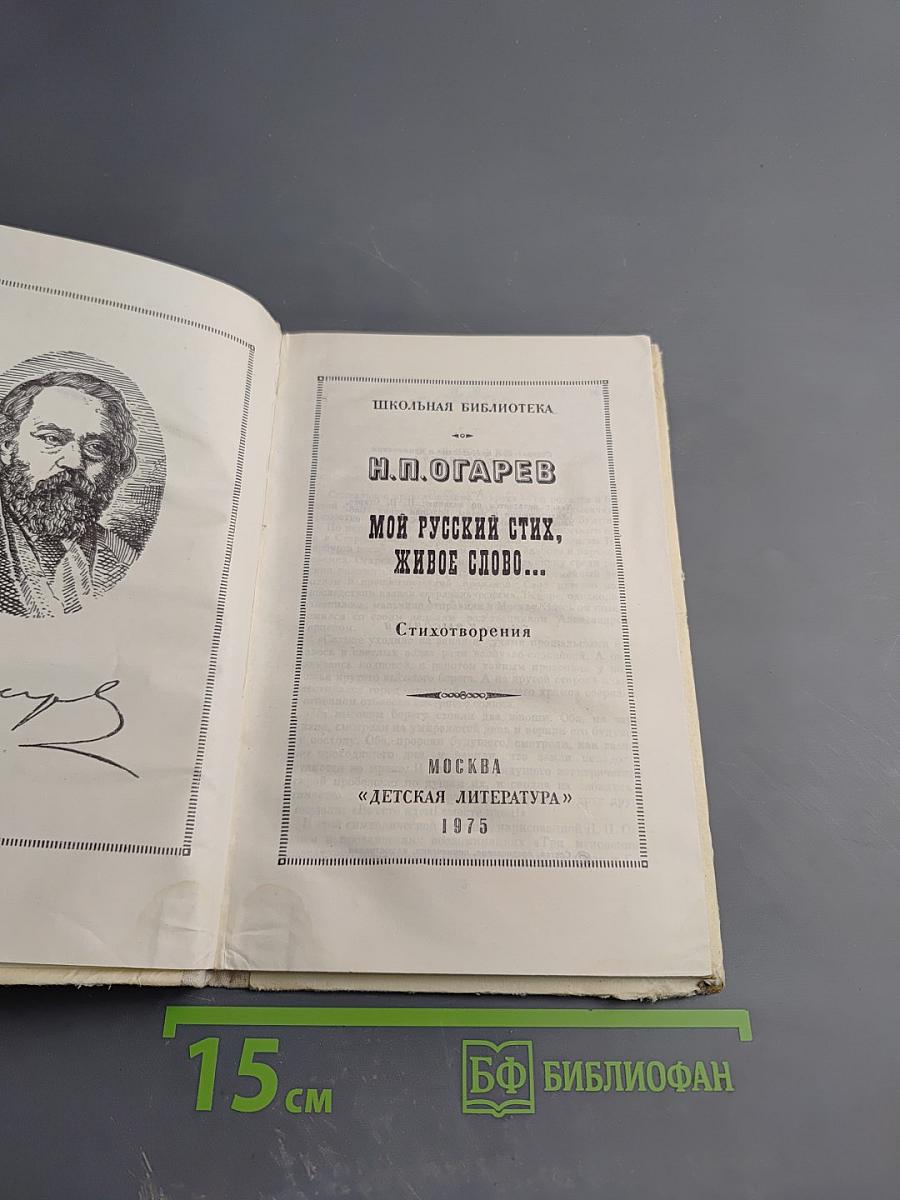 ШКОЛЬНАЯ БИБЛИОТЕКА
Н.П.ОГАРЕВ
МОЙ РУССКИЙ СТИХ,
ЖИВОЕ СЛОВО...
Стихотворения
МОСКВА
«ДЕТСКАЯ ЛИТЕРАТУРА»
1975
15 см
БФ БИБЛИОФАН